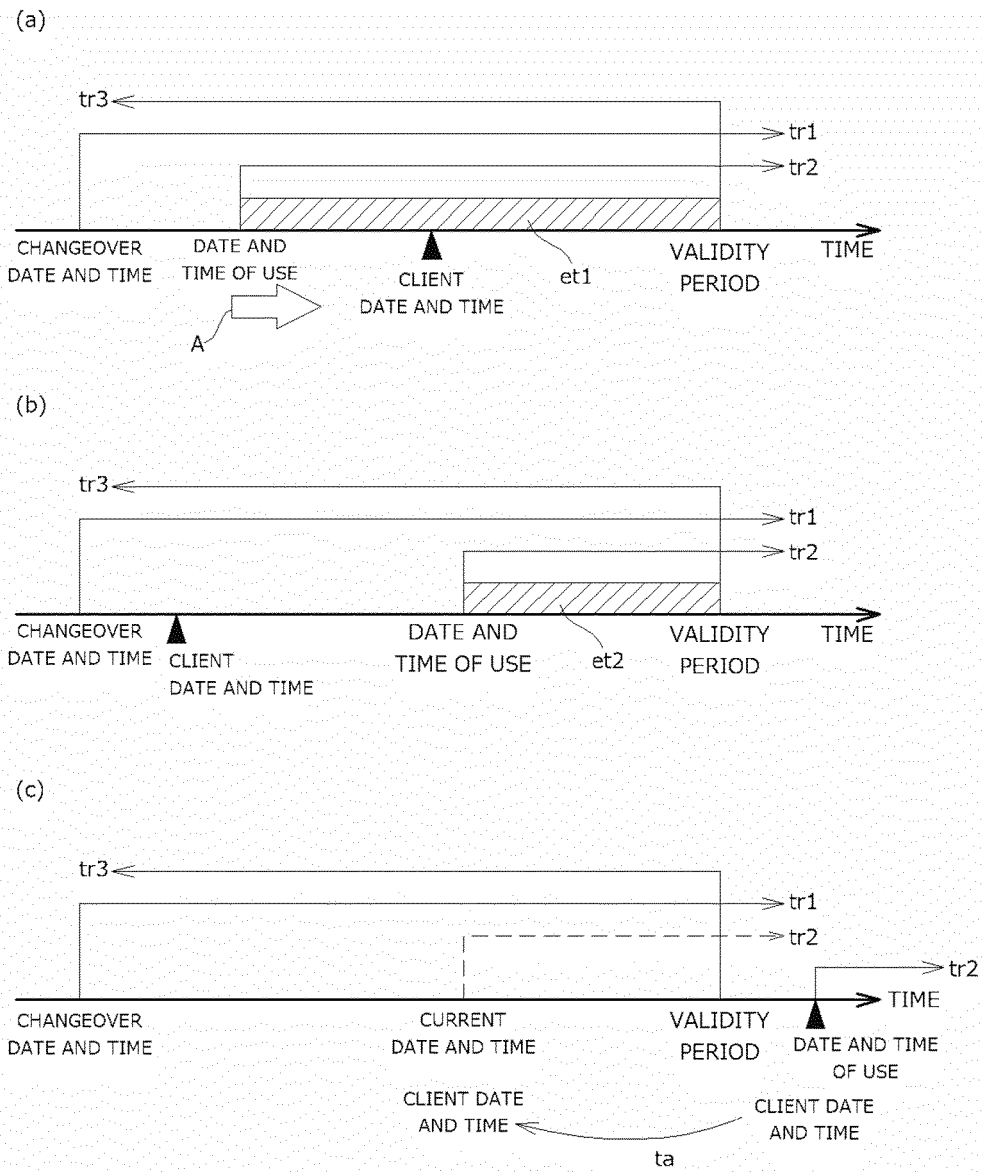 (a)
tr3
tr1
tr2
CHANGEOVER
DATE AND TIME
DATE AND
TIME OF USE
CLIENT
DATE AND TIME
et1
VALIDITY
PERIOD
TIME
A
(b)
tr3
tr1
tr2
CHANGEOVER
DATE AND TIME
CLIENT
DATE AND TIME
DATE AND
TIME OF USE
et2
VALIDITY
PERIOD
TIME
(c)
tr3
tr1
tr2
tr2
TIME
CHANGEOVER
DATE AND TIME
CURRENT
DATE AND TIME
VALIDITY
PERIOD
DATE AND TIME
OF USE
CLIENT DATE
AND TIME
CLIENT DATE
AND TIME
ta